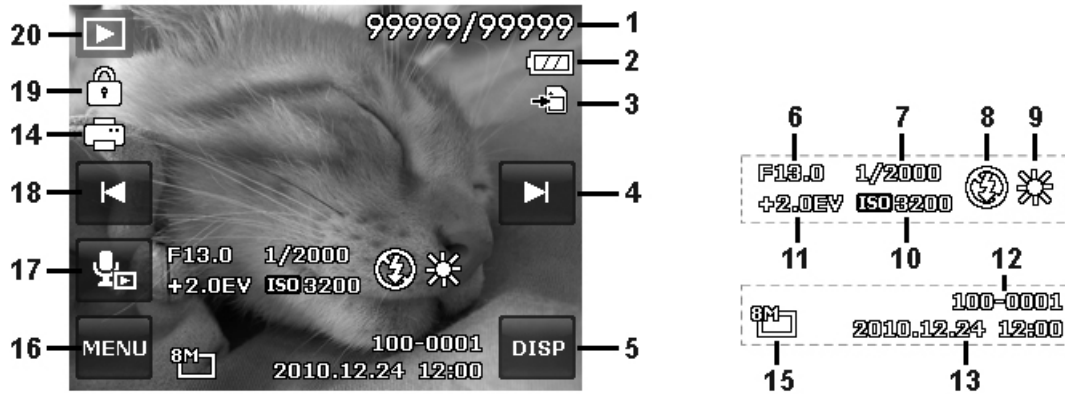 20
99999/99999
1
2
19
3
14
18
4
17
F13.0 1/2000
+2.0EV ISO 3200
16
MENU
8M
100-0001
2010.12.24 12:00
DISP
5
6 7 8 9
F13.0 1/2000
+2.0EV ISO 3200
11 10 12
8M
100-0001
2010.12.24 12:00
15 13